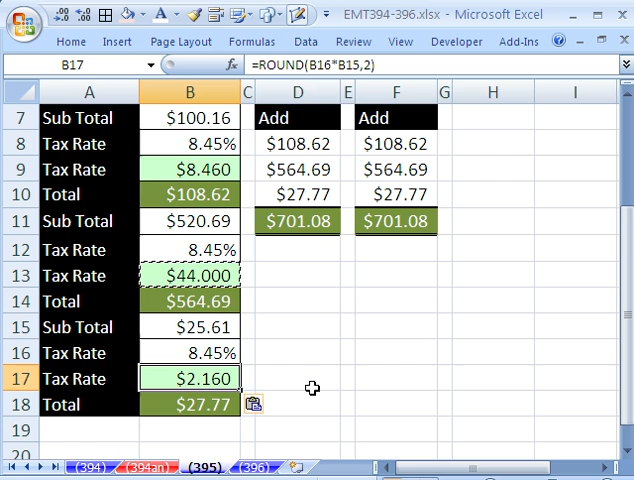 EMT394-396.xlsx - Microsoft Excel
Home Insert Page Layout Formulas Data Review View Developer Add-Ins
B17 fx =ROUND(B16*B15,2)
A B C D E F G H I
7 Sub Total $100.16 Add Add
8 Tax Rate 8.45% $108.62 $108.62
9 Tax Rate $8.460 $564.69 $564.69
10 Total $108.62 $27.77 $27.77
11 Sub Total $520.69 $701.08 $701.08
12 Tax Rate 8.45%
13 Tax Rate $44.000
14 Total $564.69
15 Sub Total $25.61
16 Tax Rate 8.45%
17 Tax Rate $2.160
18 Total $27.77
19
20
(394) (394an) (395) (396)